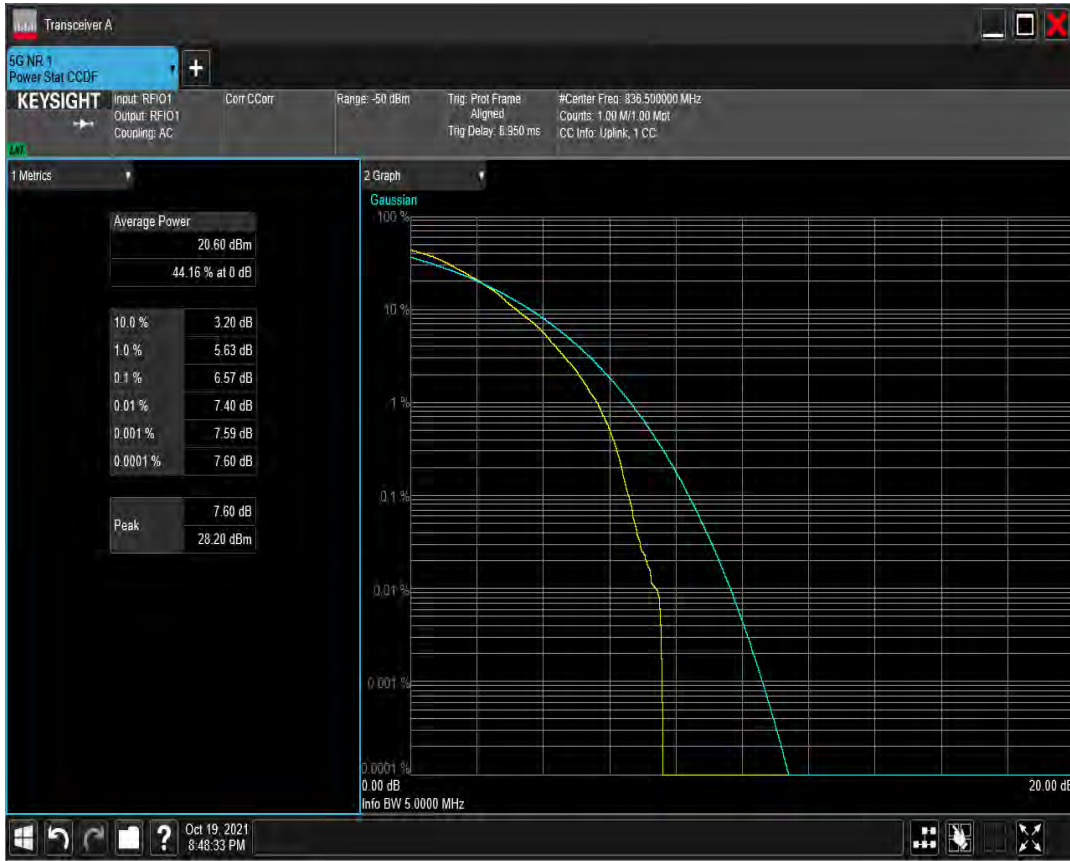 Transceiver A
5G NR 1
Power Stat CCDF
+
KEYSIGHT
Input: RFIO1
Output: RFIO1
Coupling: AC
Corr CCorr
Range: -50 dBm
Trig: Prot Frame
Aligned
Trig Delay: 8.950 ms
#Center Freq: 836.500000 MHz
Counts: 1.00 M/1.00 Mpt
CC Info: Uplink, 1 CC
1 Metrics
Average Power
20.60 dBm
44.16 % at 0 dB
10.0 % 3.20 dB
1.0 % 5.63 dB
0.1 % 6.57 dB
0.01 % 7.40 dB
0.001 % 7.59 dB
0.0001 % 7.60 dB
Peak
7.60 dB
28.20 dBm
2 Graph
Gaussian
100 %
10 %
1 %
0.1 %
0.01 %
0.001 %
0.0001 %
0.00 dB
20.00 dB
Info BW 5.0000 MHz
?
Oct 19, 2021
8:48:33 PM